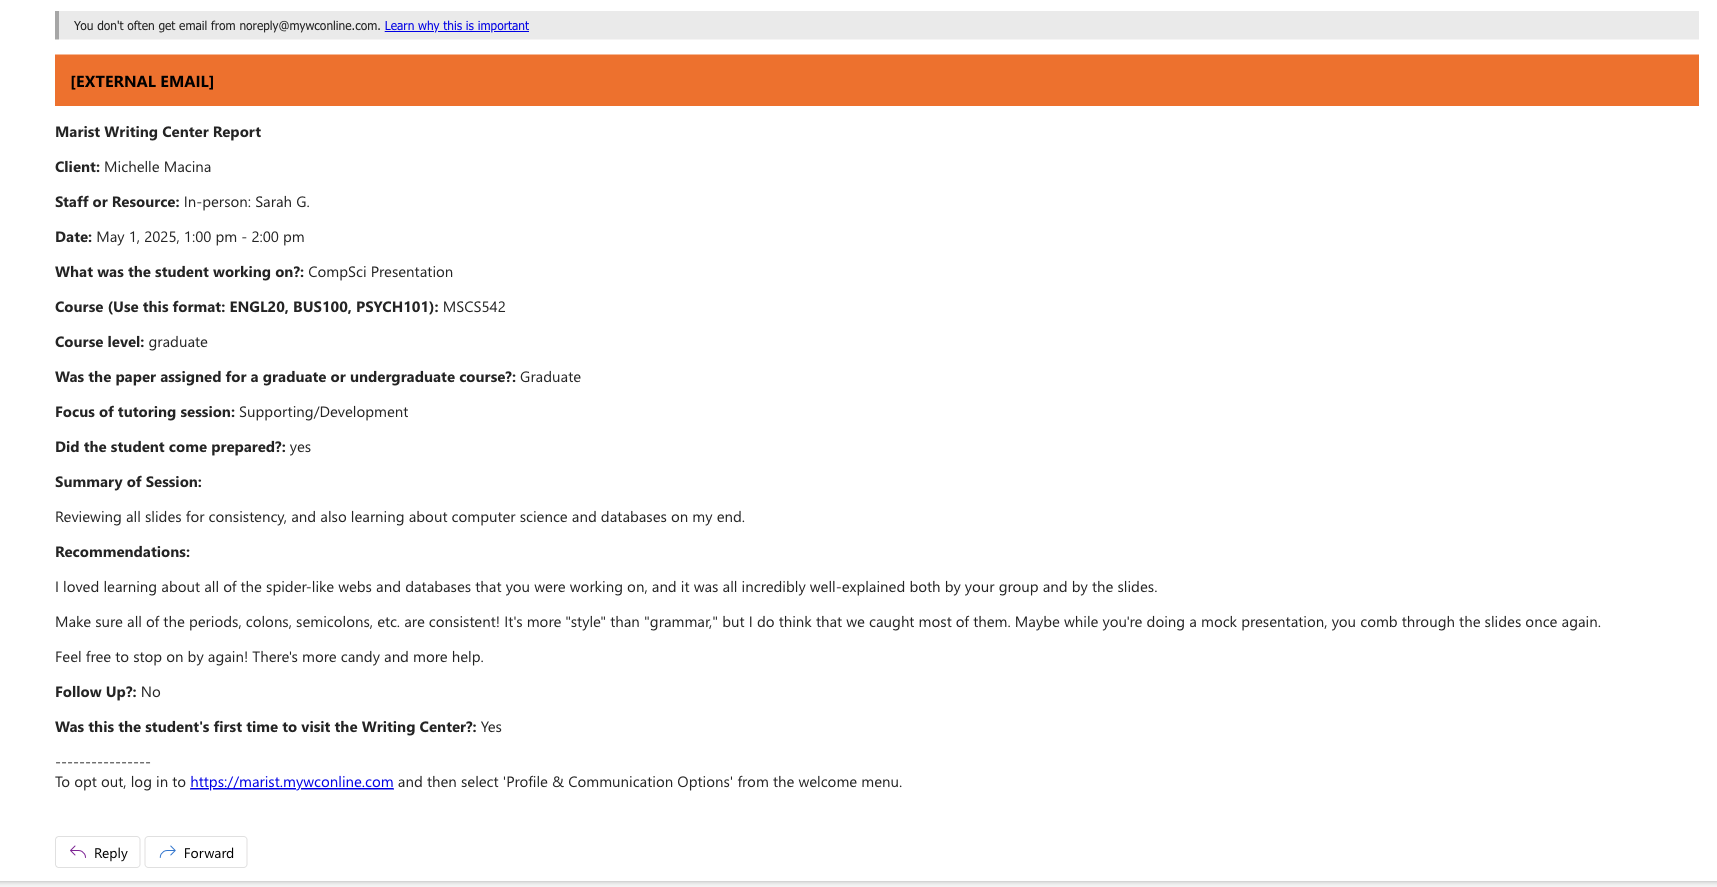 You don't often get email from noreply@mywconline.com. Learn why this is important
[EXTERNAL EMAIL]
Marist Writing Center Report
Client: Michelle Macina
Staff or Resource: In-person: Sarah G.
Date: May 1, 2025, 1:00 pm - 2:00 pm
What was the student working on?: CompSci Presentation
Course (Use this format: ENGL20, BUS100, PSYCH101): MSCS542
Course level: graduate
Was the paper assigned for a graduate or undergraduate course?: Graduate
Focus of tutoring session: Supporting/Development
Did the student come prepared?: yes
Summary of Session:
Reviewing all slides for consistency, and also learning about computer science and databases on my end.
Recommendations:
I loved learning about all of the spider-like webs and databases that you were working on, and it was all incredibly well-explained both by your group and by the slides.
Make sure all of the periods, colons, semicolons, etc. are consistent! It's more "style" than "grammar," but I do think that we caught most of them. Maybe while you're doing a mock presentation, you comb through the slides once again.
Feel free to stop on by again! There's more candy and more help.
Follow Up?: No
Was this the student's first time to visit the Writing Center?: Yes
----------------
To opt out, log in to https://marist.mywconline.com and then select 'Profile & Communication Options' from the welcome menu.
Reply Forward